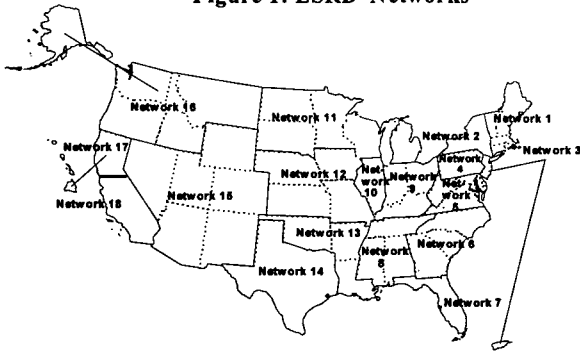 Figure 1: ESRD Networks
Network 16
Network 11
Network 1
Network 2
Network 3
Network 17
Network 4
Network 12
Net-
work
10
Network
9
Net-
work
5
Network 18
Network 15
Network 13
Network
8
Network 6
Network 14
Network 7